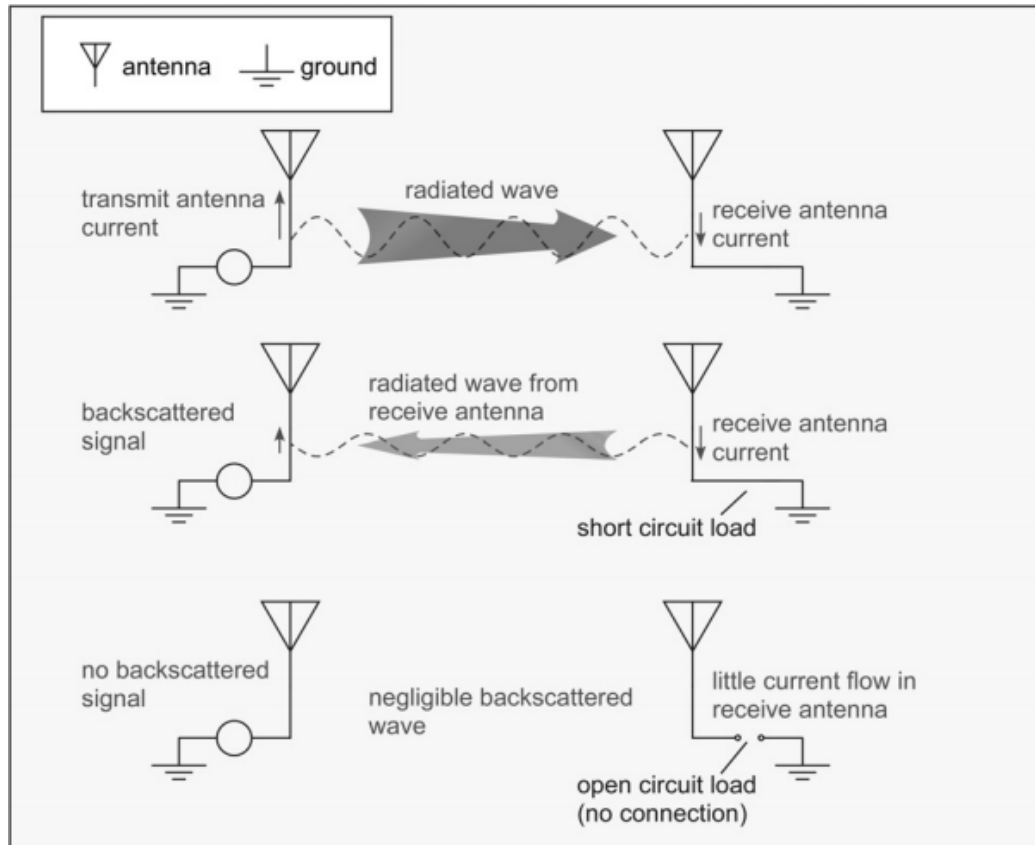 antenna
ground
transmit antenna
current
radiated wave
receive antenna
current
backscattered
signal
radiated wave from
receive antenna
receive antenna
current
short circuit load
no backscattered
signal
negligible backscattered
wave
little current flow in
receive antenna
open circuit load
(no connection)